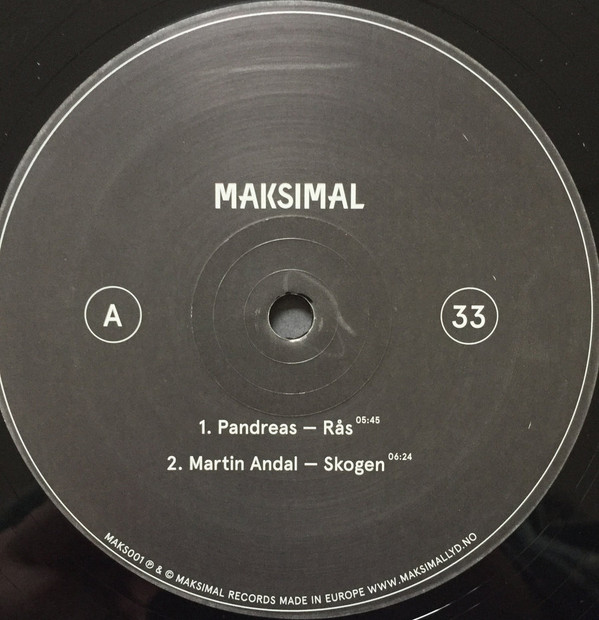 MAKSIMAL
A
33
1. Pandreas – Rås 05:45
2. Martin Andal – Skogen 06:24
MAKS001 ℗ & © MAKSIMAL RECORDS MADE IN EUROPE WWW.MAKSIMALLYD.NO